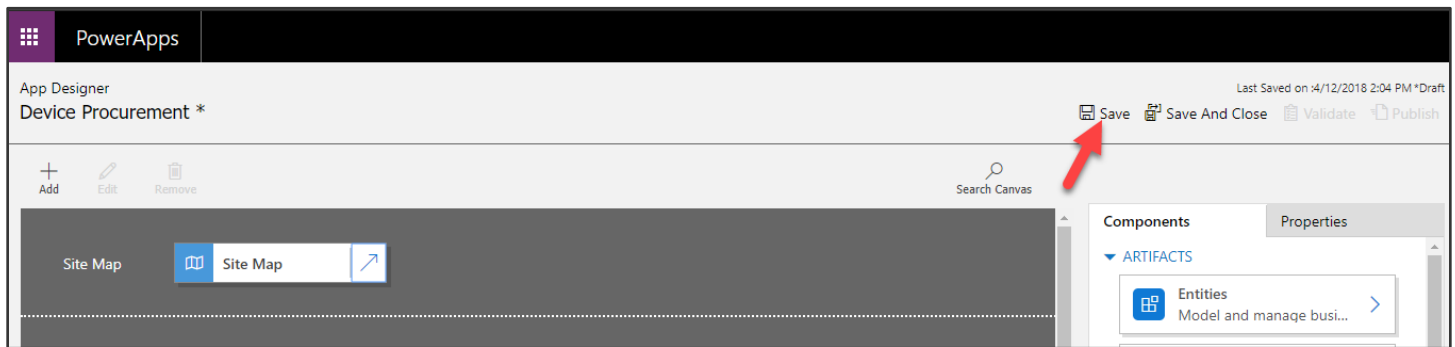 PowerApps
App Designer
Last Saved on :4/12/2018 2:04 PM *Draft
Device Procurement *
Save Save And Close Validate Publish
Add Edit Remove Search Canvas
Components Properties
Site Map Site Map
ARTIFACTS
Entities
Model and manage busi...